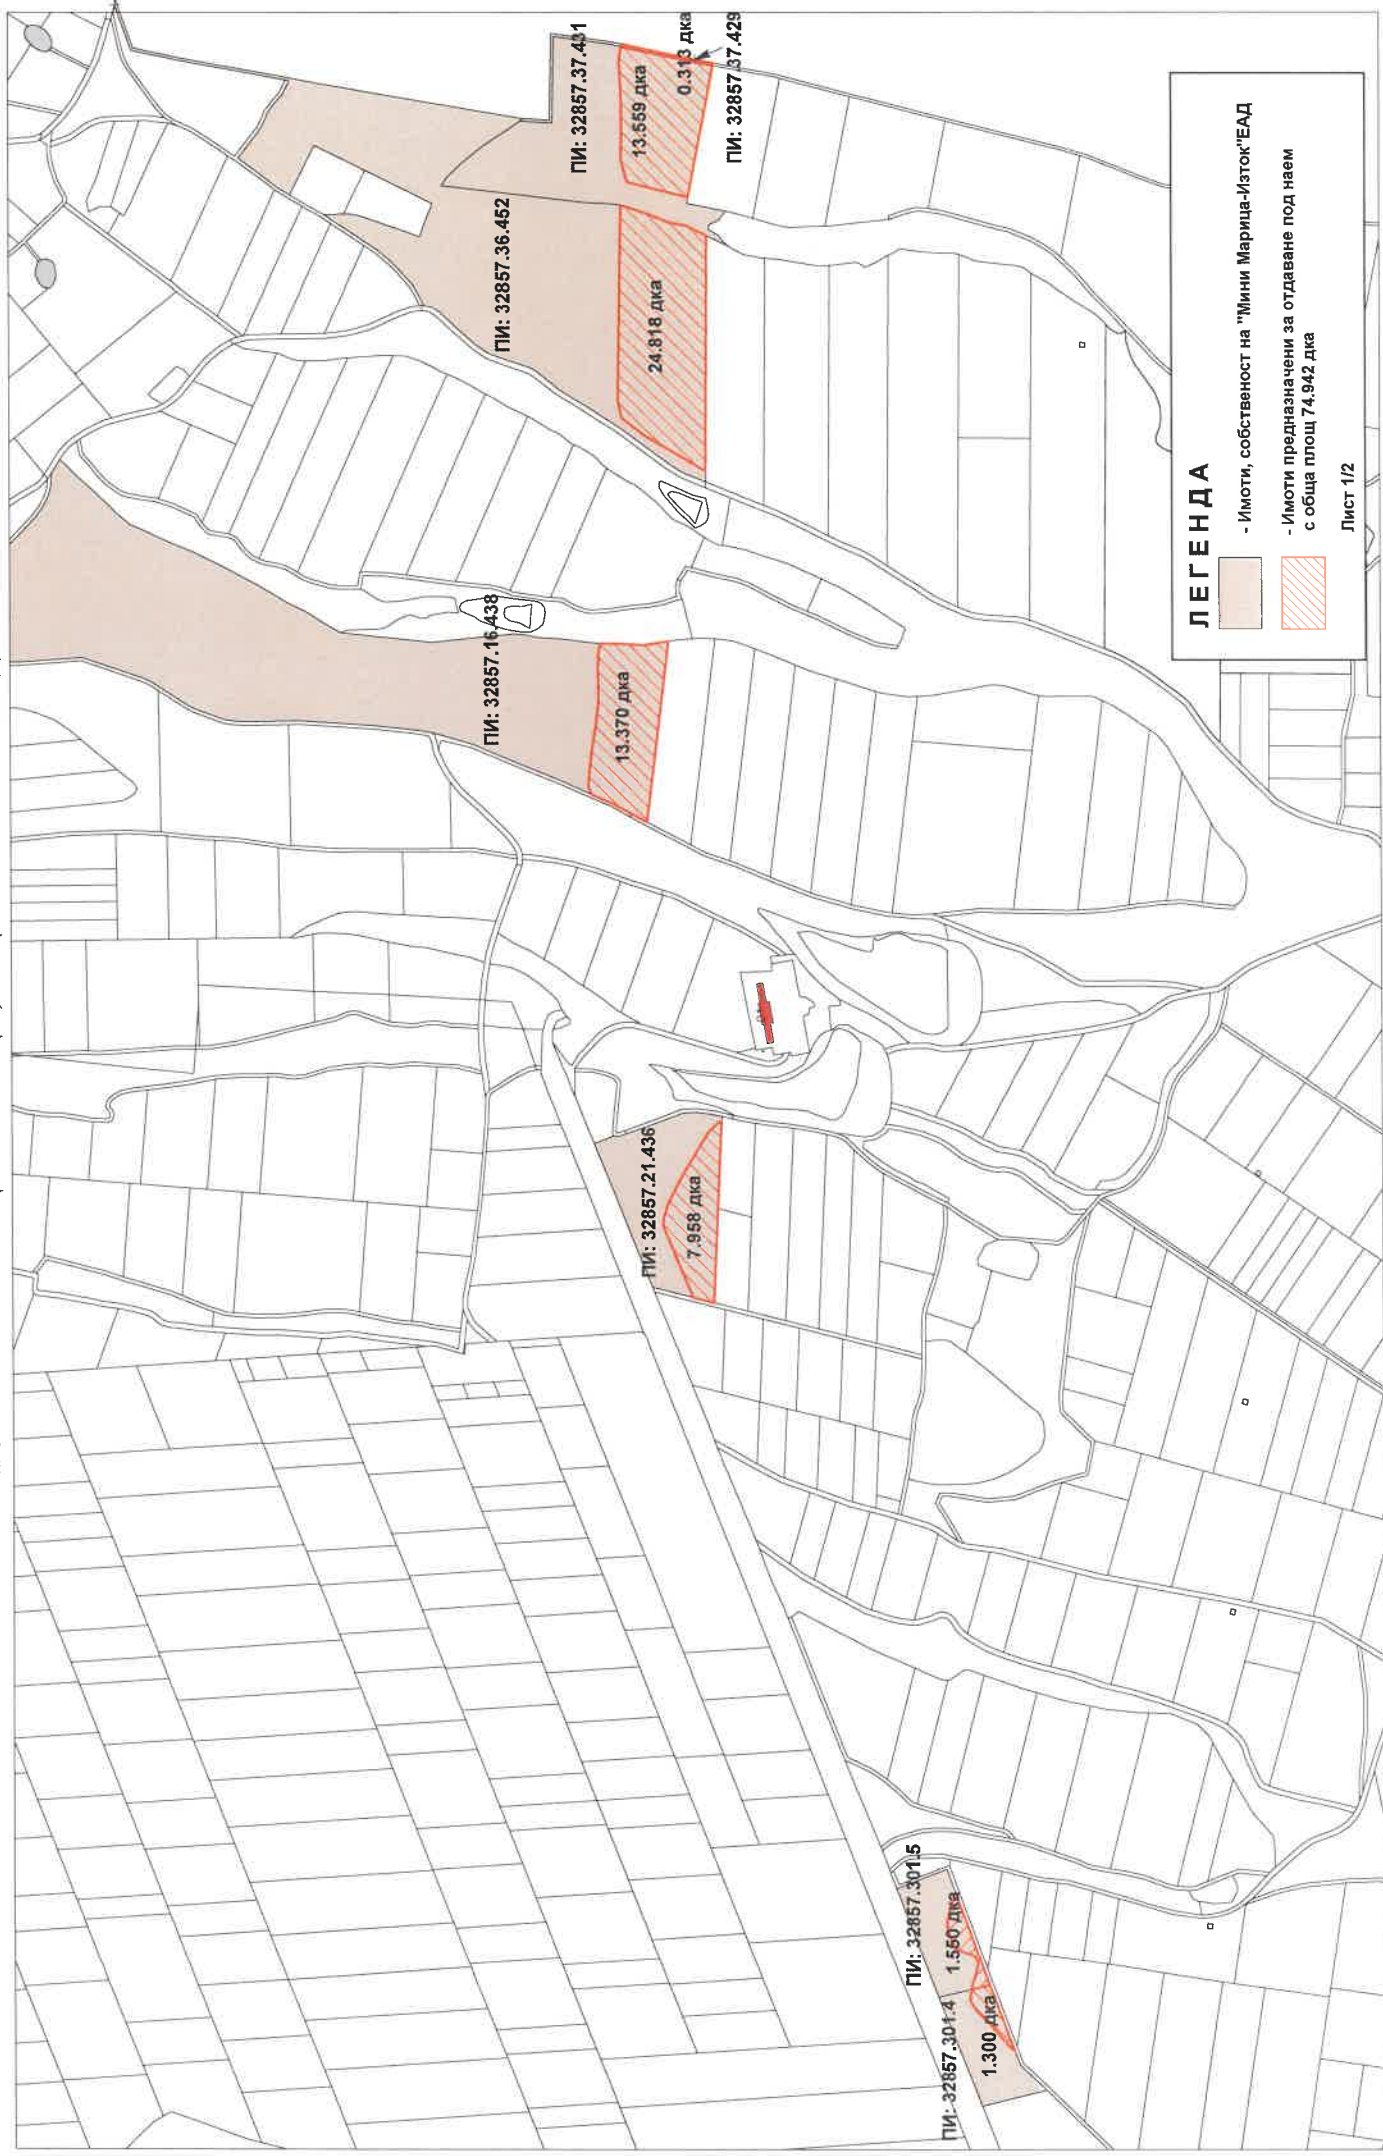 ПИ: 32857.301.4
1.300 дка
ПИ: 32857.301.5
1.550 дка
ПИ: 32857.21.436
7.958 дка
ПИ: 32857.16.438
13.370 дка
ПИ: 32857.36.452
24.818 дка
ПИ: 32857.37.431
13.559 дка
0.313 дка
ПИ: 32857.37.429
ЛЕГЕНДА
- Имоти, собственост на "Мини Марица-Изток"ЕАД
- Имоти предназначени за отдаване под наем
с обща площ 74.942 дка
Лист 1/2